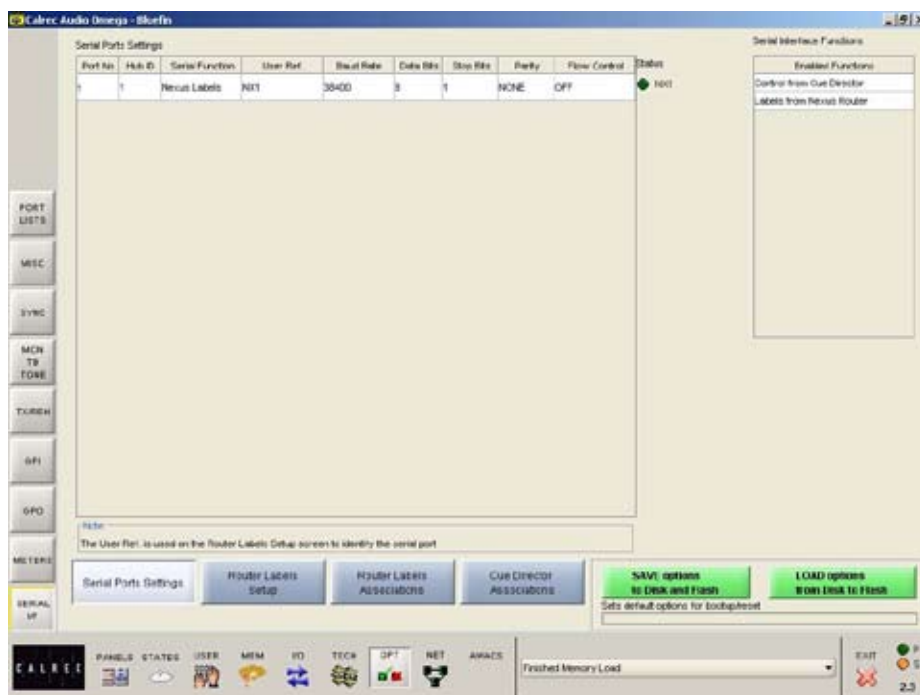 Calrec Audio Omega - Bluefin
Serial Ports Settings
Port No Hub ID Serial Function User Ref. Baud Rate Data Bits Stop Bits Parity Flow Control
1 1 Nexus Labels NX1 38400 8 1 NONE OFF
Status
NX1
Serial Interface Functions
Enabled Functions
Control from Cue Director
Labels from Nexus Router
PORT
LISTS
MISC
SYNC
MON
TB
TONE
TX/REH
GPI
GPO
METERS
SERIAL
I/F
Note
The User Ref. is used on the Router Labels Setup screen to identify the serial port
Serial Ports Settings
Router Labels
Setup
Router Labels
Associations
Cue Director
Associations
SAVE options
to Disk and Flash
LOAD options
from Disk to Flash
Sets default options for bootup/reset
CALREC
PANELS STATES USER MEM I/O TECH OPT NET AWACS
Finished Memory Load
EXIT
P